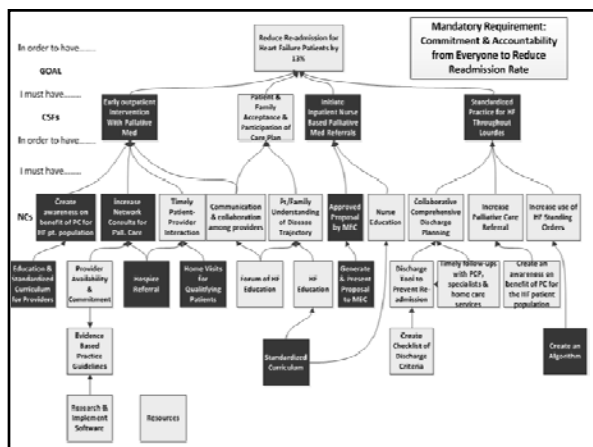 In order to have......
Reduce Re-admission for
Heart Failure Patients by
13%
Mandatory Requirement:
Commitment & Accountability
from Everyone to Reduce
Readmission Rate
GOAL
I must have......
CSFs
Early outpatient
Intervention With Palliative
Med
Patient &
Family Acceptance &
Participation of
Care Plan
Initiate
Inpatient Nurse
Based Palliative
Med Referrals
Standardized
Practice for HF
Throughout
Lourdes
In order to have......
I must have......
NCs
Create
awareness on
benefit of PC for
HF pt. population
Increase
Network
Consults for
Pall. Care
Timely
Patient-
Provider
Interaction
Communication
& collaboration
among providers
Pt/Family
Understanding
of Disease
Trajectory
Approved
Proposal
by MEC
Nurse
Education
Collaborative
Comprehensive
Discharge
Planning
Increase
Palliative Care
Referral
Increase use of
HF Standing
Orders
Education &
Standardized
Curriculum for
Providers
Provider
Availability &
Commitment
Hospice
Referral
Home Visits
for
Qualifying
Patients
Forum of HF
Education
HF
Education
Generate &
Present
Proposal
to MEC
Discharge
Tool to
Prevent Re-
admission
Timely follow-ups
with PCP,
specialists &
home care
services
Create an
awareness on
benefit of PC for
the HF patient
population
Evidence
Based
Practice
Guidelines
Standardized
Curriculum
Create
Checklist of
Discharge
Criteria
Create an
Algorithm
Research &
Implement
Software
Resources